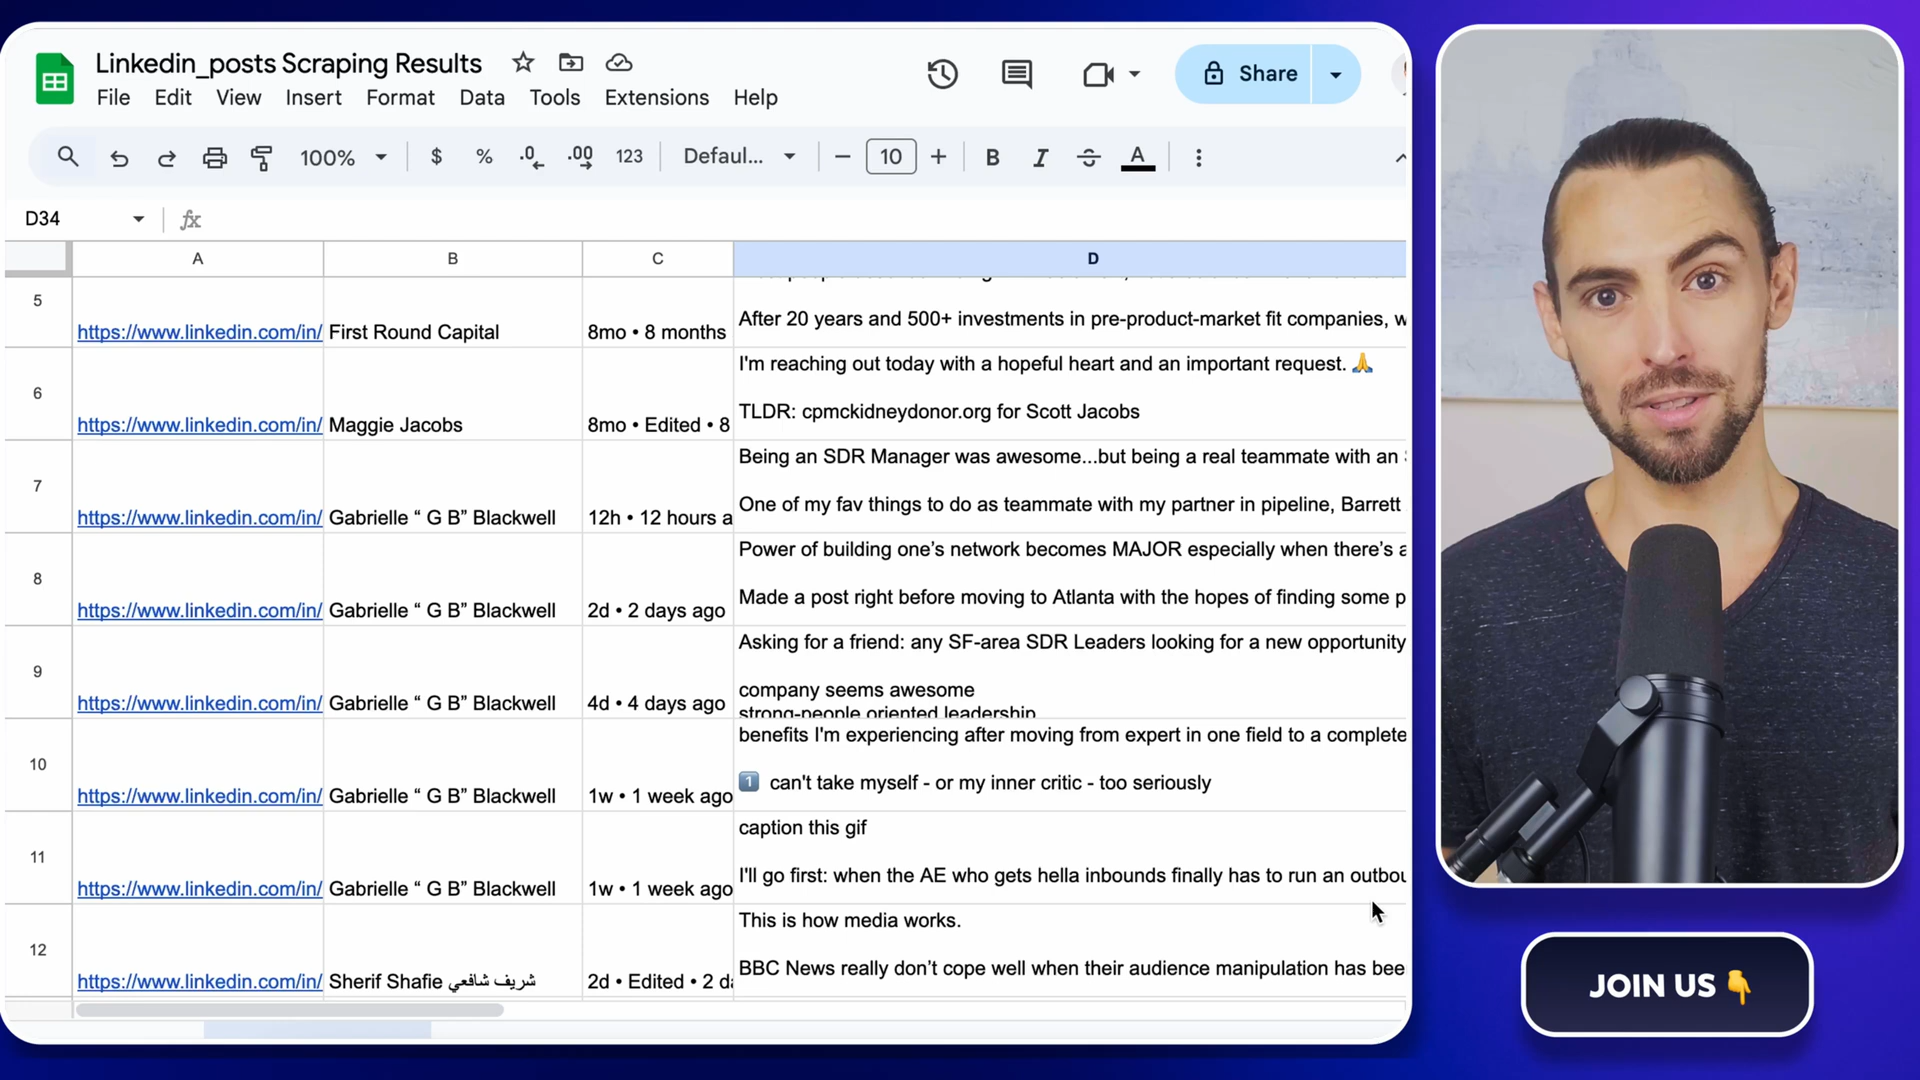 Linkedin_posts Scraping Results
File Edit View Insert Format Data Tools Extensions Help
Share
100% $ % .0 .00 123 Defaul... 10 B I S A
D34 fx
A B C D
5 https://www.linkedin.com/in/ First Round Capital 8mo • 8 months
After 20 years and 500+ investments in pre-product-market fit companies, w
6 https://www.linkedin.com/in/ Maggie Jacobs 8mo • Edited • 8
I'm reaching out today with a hopeful heart and an important request. 🙏
TLDR: cpmckidneydonor.org for Scott Jacobs
7 https://www.linkedin.com/in/ Gabrielle “ G B” Blackwell 12h • 12 hours a
Being an SDR Manager was awesome...but being a real teammate with an
One of my fav things to do as teammate with my partner in pipeline, Barrett
8 https://www.linkedin.com/in/ Gabrielle “ G B” Blackwell 2d • 2 days ago
Power of building one’s network becomes MAJOR especially when there’s a
Made a post right before moving to Atlanta with the hopes of finding some p
9 https://www.linkedin.com/in/ Gabrielle “ G B” Blackwell 4d • 4 days ago
Asking for a friend: any SF-area SDR Leaders looking for a new opportunity
company seems awesome
strong-people oriented leadership
10 https://www.linkedin.com/in/ Gabrielle “ G B” Blackwell 1w • 1 week ago
benefits I'm experiencing after moving from expert in one field to a complete
1️⃣ can't take myself - or my inner critic - too seriously
11 https://www.linkedin.com/in/ Gabrielle “ G B” Blackwell 1w • 1 week ago
caption this gif
I'll go first: when the AE who gets hella inbounds finally has to run an outbou
12 https://www.linkedin.com/in/ Sherif Shafie شريف شافعي 2d • Edited • 2 da
This is how media works.
BBC News really don’t cope well when their audience manipulation has bee
JOIN US 👇